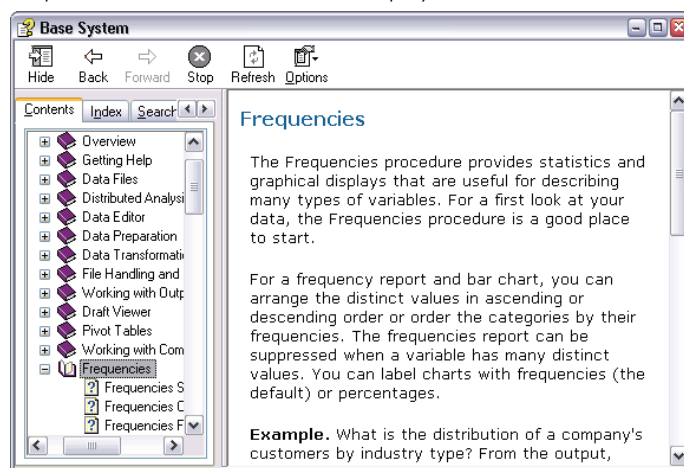 Base System
Hide Back Forward Stop Refresh Options
Contents Index Search
Overview
Getting Help
Data Files
Distributed Analysi
Data Editor
Data Preparation
Data Transformati
File Handling and
Working with Outp
Draft Viewer
Pivot Tables
Working with Com
Frequencies
Frequencies S
Frequencies C
Frequencies F
Frequencies
The Frequencies procedure provides statistics and
graphical displays that are useful for describing
many types of variables. For a first look at your
data, the Frequencies procedure is a good place
to start.
For a frequency report and bar chart, you can
arrange the distinct values in ascending or
descending order or order the categories by their
frequencies. The frequencies report can be
suppressed when a variable has many distinct
values. You can label charts with frequencies (the
default) or percentages.
Example. What is the distribution of a company's
customers by industry type? From the output,